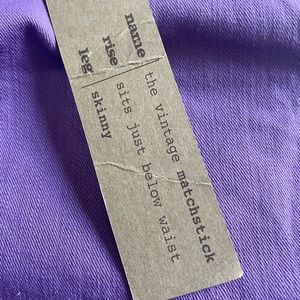 name the vintage matchstick
rise sits just below waist
leg skinny